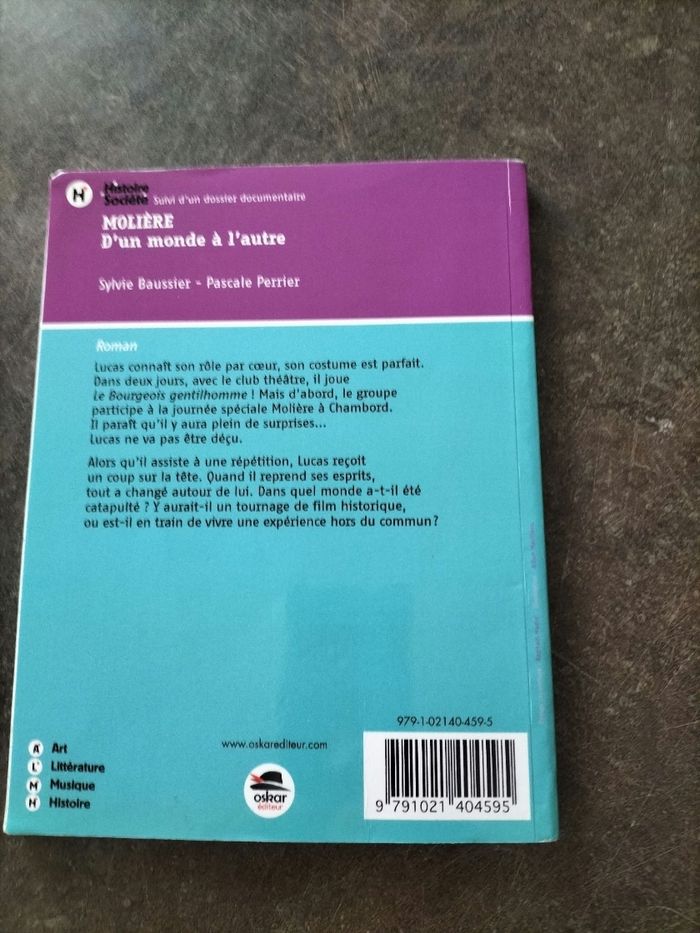 H
Histoire
Société Suivi d'un dossier documentaire
MOLIÈRE
D'un monde à l'autre
Sylvie Baussier - Pascale Perrier
Roman
Lucas connaît son rôle par cœur, son costume est parfait.
Dans deux jours, avec le club théâtre, il joue
Le Bourgeois gentilhomme ! Mais d'abord, le groupe
participe à la journée spéciale Molière à Chambord.
Il paraît qu'il y aura plein de surprises...
Lucas ne va pas être déçu.
Alors qu'il assiste à une répétition, Lucas reçoit
un coup sur la tête. Quand il reprend ses esprits,
tout a changé autour de lui. Dans quel monde a-t-il été
catapulté ? Y aurait-il un tournage de film historique,
ou est-il en train de vivre une expérience hors du commun ?
979-1-02140-459-5
A Art
L Littérature
M Musique
H Histoire
www.oskarediteur.com
oskar
éditeur
9 791021 404595